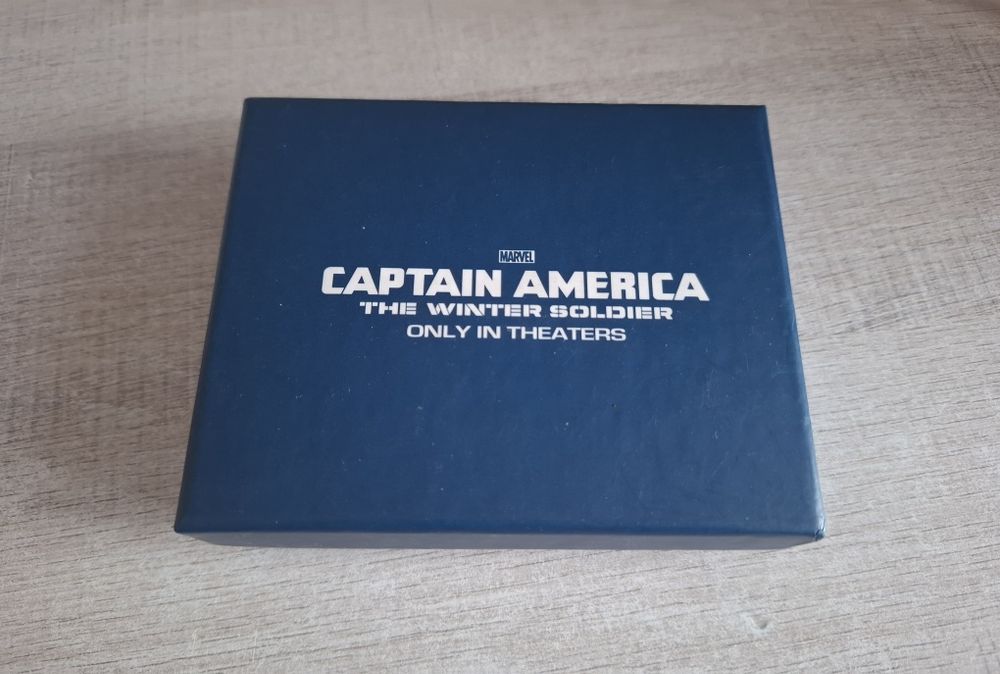 MARVEL
CAPTAIN AMERICA
THE WINTER SOLDIER
ONLY IN THEATERS